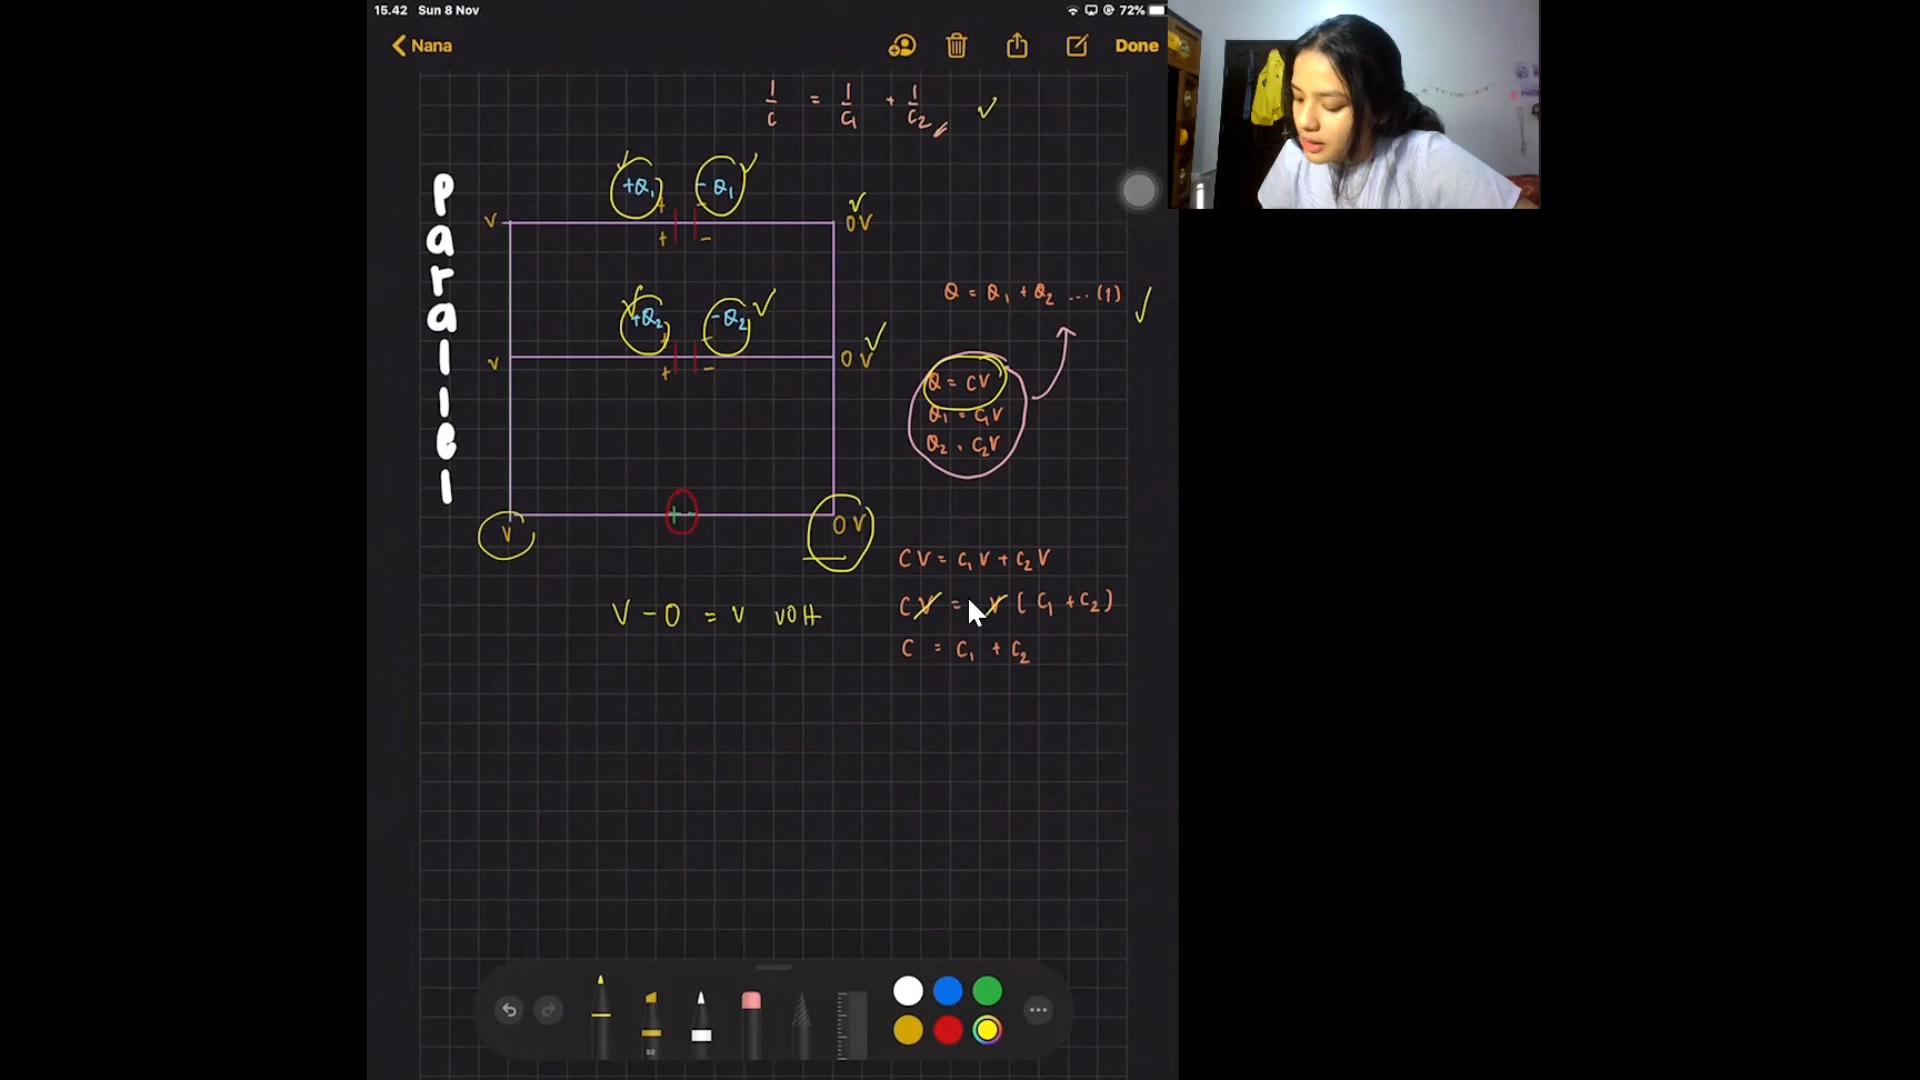 15.42 Sun 8 Nov
72%
Nana
Done
1/C = 1/C1 + 1/C2
Parallel
+Q1 -Q1
+ -
V 0V
+ -
+Q2 -Q2
+ -
V 0V
+ -
Q = Q1 + Q2 ... (1)
Q = CV
Q1 = C1V
Q2 = C2V
+ -
V 0V
CV = C1V + C2V
CV = V (C1 + C2)
C = C1 + C2
V - 0 = V volt
52